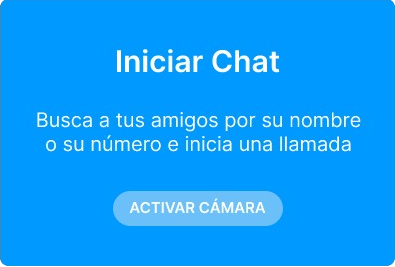 Iniciar Chat
Busca a tus amigos por su nombre
o su número e inicia una llamada
ACTIVAR CÁMARA